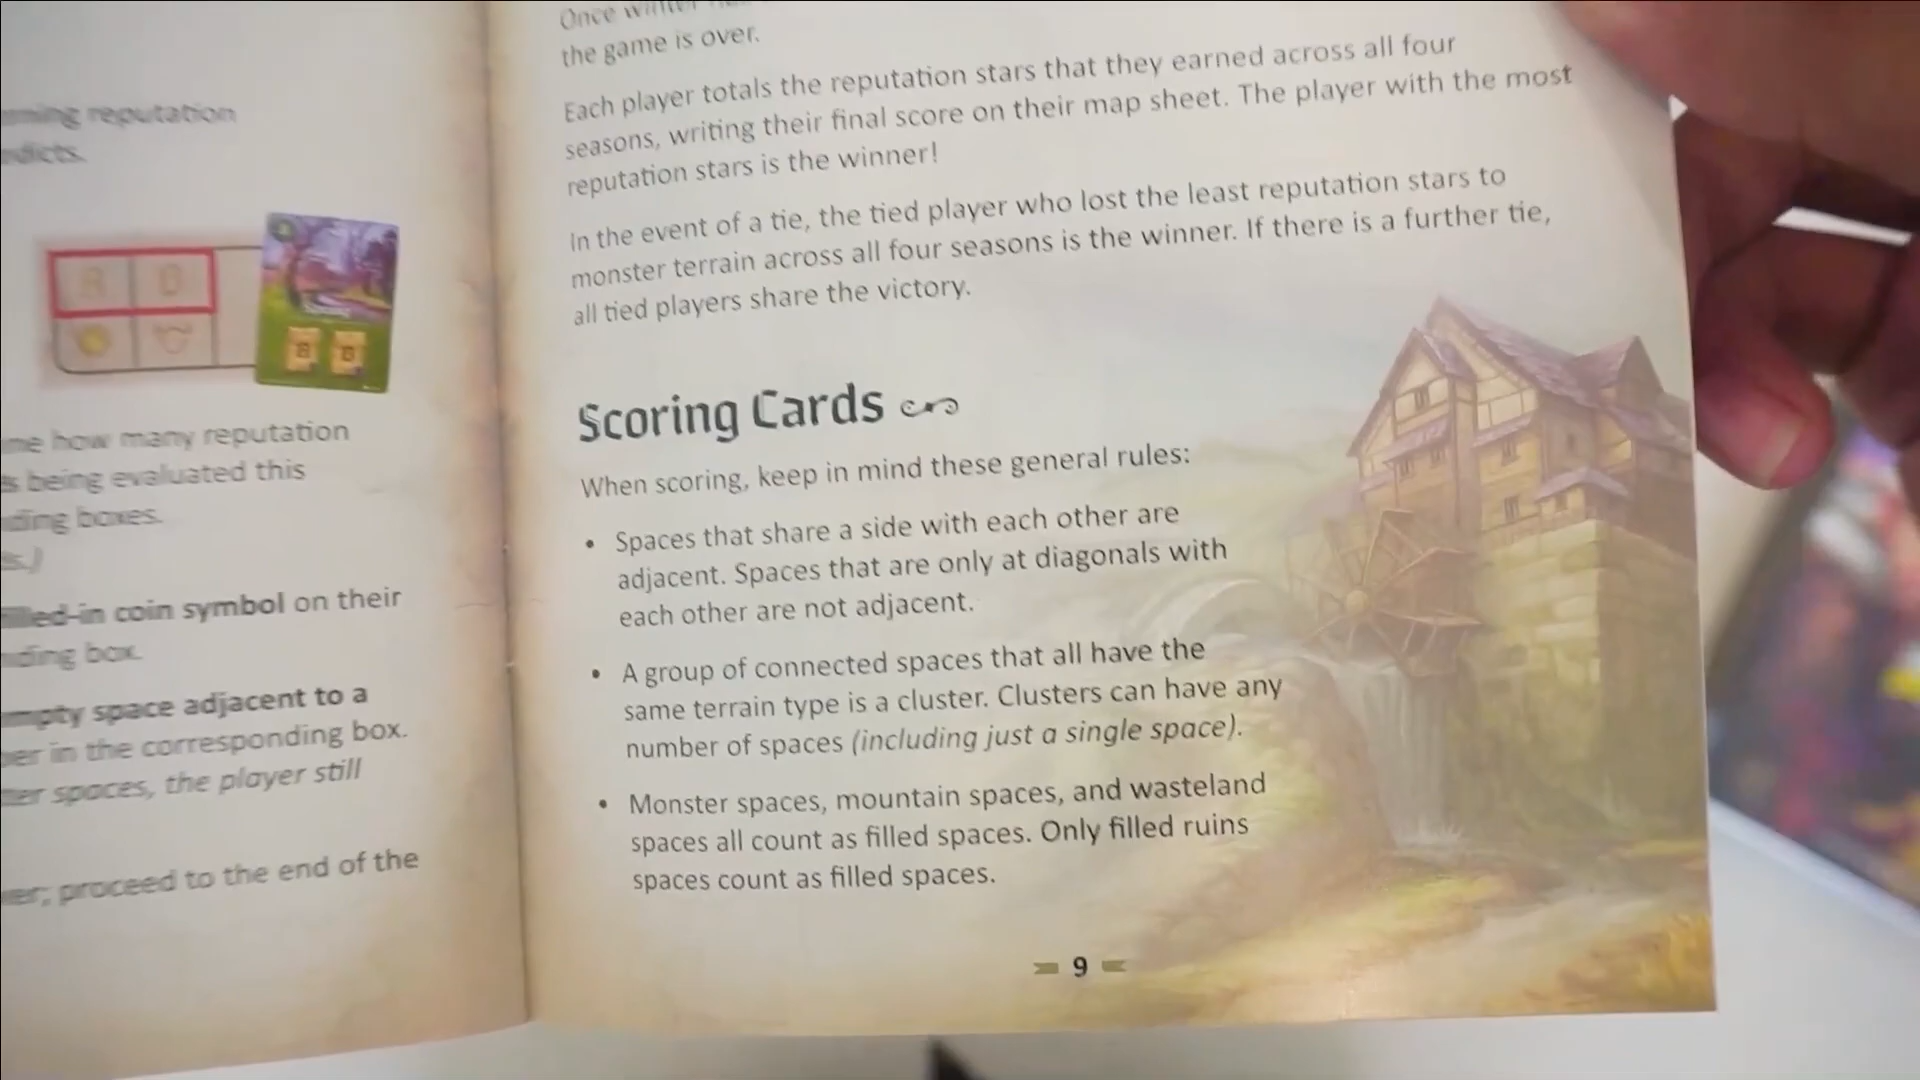 reputation
how many reputation
being evaluated this
boxes.
filled-in coin symbol on their
box.
empty space adjacent to a
in the corresponding box.
spaces, the player still
proceed to the end of the
Once winter
the game is over.
Each player totals the reputation stars that they earned across all four
seasons, writing their final score on their map sheet. The player with the most
reputation stars is the winner!
In the event of a tie, the tied player who lost the least reputation stars to
monster terrain across all four seasons is the winner. If there is a further tie,
all tied players share the victory.
Scoring Cards
When scoring, keep in mind these general rules:
• Spaces that share a side with each other are
adjacent. Spaces that are only at diagonals with
each other are not adjacent.
• A group of connected spaces that all have the
same terrain type is a cluster. Clusters can have any
number of spaces (including just a single space).
• Monster spaces, mountain spaces, and wasteland
spaces all count as filled spaces. Only filled ruins
spaces count as filled spaces.
9